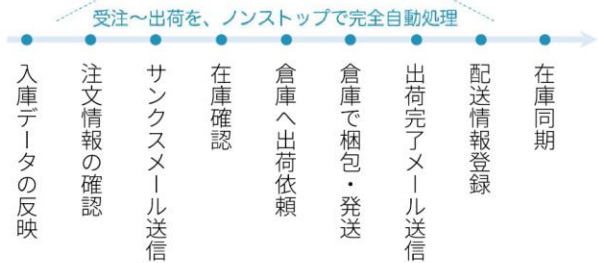 受注〜出荷を、ノンストップで完全自動処理
入庫データの反映
注文情報の確認
サンクスメール送信
在庫確認
倉庫へ出荷依頼
倉庫で梱包・発送
出荷完了メール送信
配送情報登録
在庫同期